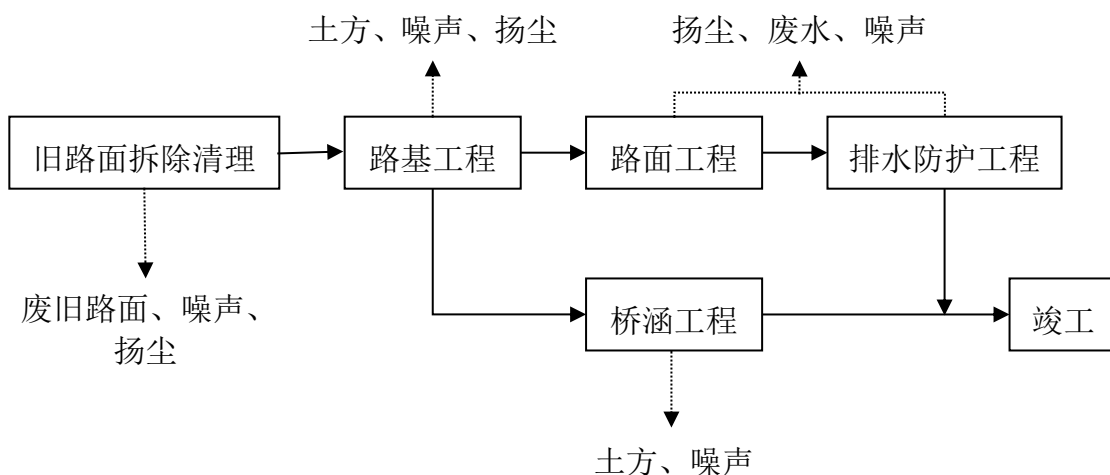 土方、噪声、扬尘
扬尘、废水、噪声
旧路面拆除清理
路基工程
路面工程
排水防护工程
废旧路面、噪声、
扬尘
桥涵工程
竣工
土方、噪声